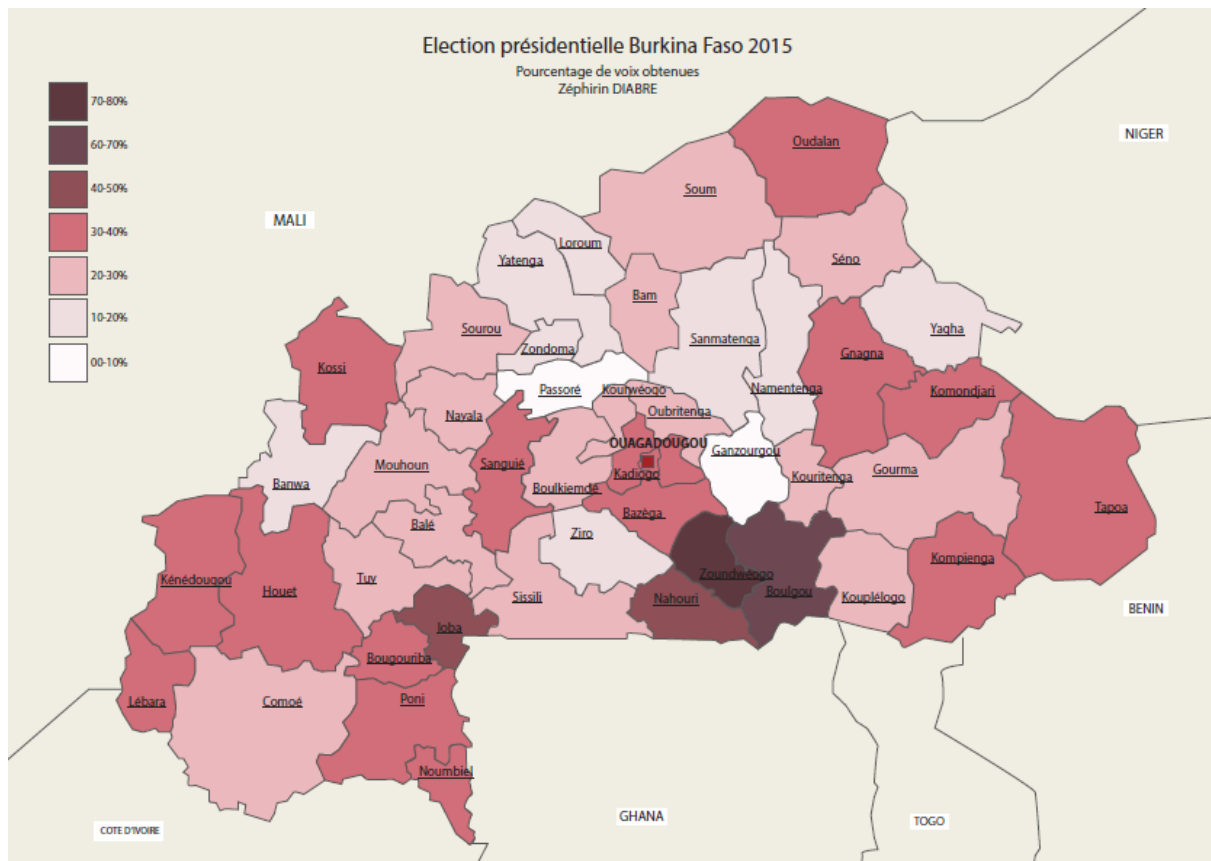 Election présidentielle Burkina Faso 2015
Pourcentage de voix obtenues
Zéphirin DIABRE
70-80%
60-70%
40-50%
30-40%
20-30%
10-20%
00-10%
NIGER
MALI
Oudalan
Soum
Loroum
Yatenga
Séno
Bam
Yagha
Sourou
Sanmatenga
Zondoma
Gnagna
Kossi
Passoré
Kourwéogo
Namentenga
Komondjari
Navala
Oubritenga
OUAGADOUGOU
Ganzourgou
Mouhoun
Sanguié
Kadiogo
Kouritenga
Gourma
Banwa
Boulkiemdé
Bazèga
Tapoa
Balé
Ziro
Kompienga
Kénédougou
Houet
Tuv
Zoundwéogo
Sissili
Nahouri
Boulgou
Kouplélogo
BENIN
Ioba
Bougouriba
Lébara
Comoé
Poni
Noumbiel
COTE D'IVOIRE
GHANA
TOGO